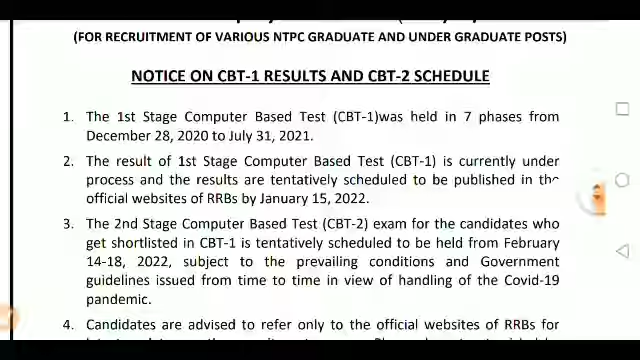 (FOR RECRUITMENT OF VARIOUS NTPC GRADUATE AND UNDER GRADUATE POSTS)
NOTICE ON CBT-1 RESULTS AND CBT-2 SCHEDULE
1. The 1st Stage Computer Based Test (CBT-1)was held in 7 phases from
December 28, 2020 to July 31, 2021.
2. The result of 1st Stage Computer Based Test (CBT-1) is currently under
process and the results are tentatively scheduled to be published in the
official websites of RRBs by January 15, 2022.
3. The 2nd Stage Computer Based Test (CBT-2) exam for the candidates who
get shortlisted in CBT-1 is tentatively scheduled to be held from February
14-18, 2022, subject to the prevailing conditions and Government
guidelines issued from time to time in view of handling of the Covid-19
pandemic.
4. Candidates are advised to refer only to the official websites of RRBs for